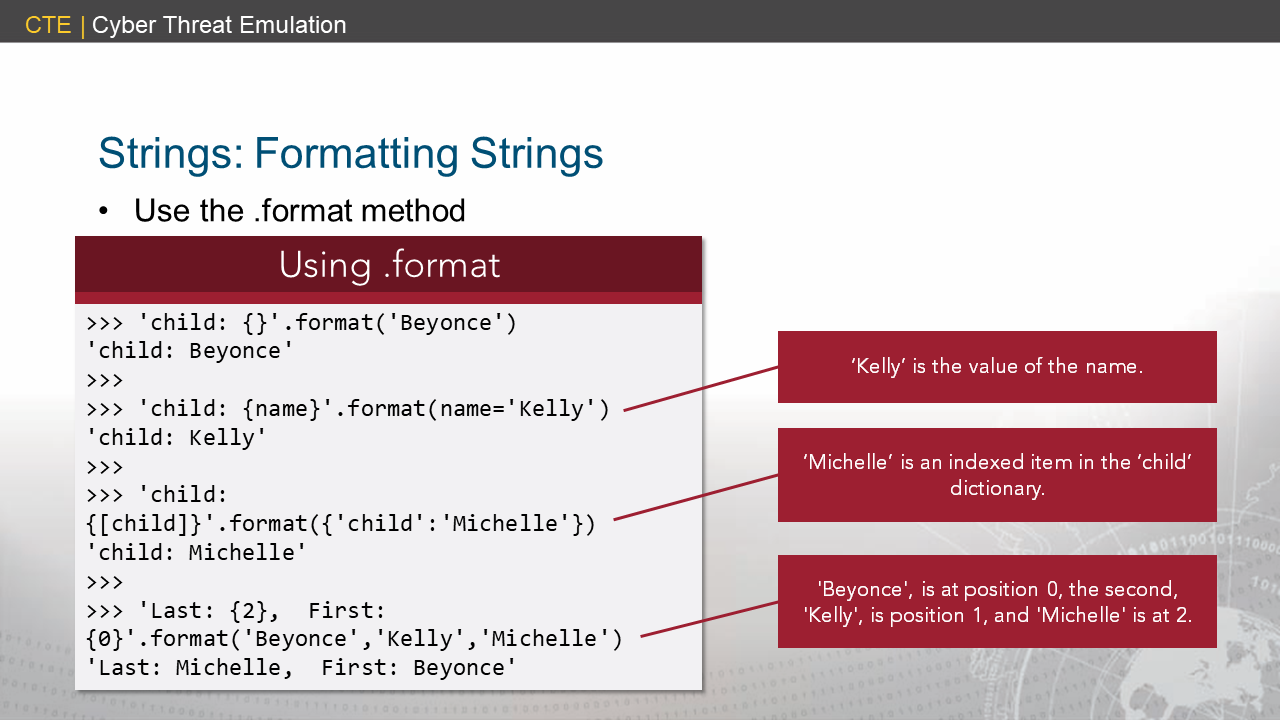 CTE | Cyber Threat Emulation
Strings: Formatting Strings
• Use the .format method
Using .format
>>> 'child: {}'.format('Beyonce')
'child: Beyonce'
>>>
>>> 'child: {name}'.format(name='Kelly')
'child: Kelly'
>>>
>>> 'child:
{[child]}'.format({'child':'Michelle'})
'child: Michelle'
>>>
>>> 'Last: {2},  First:
{0}'.format('Beyonce','Kelly','Michelle')
'Last: Michelle,  First: Beyonce'
‘Kelly’ is the value of the name.
‘Michelle’ is an indexed item in the ‘child’
dictionary.
'Beyonce', is at position 0, the second,
'Kelly', is position 1, and 'Michelle' is at 2.